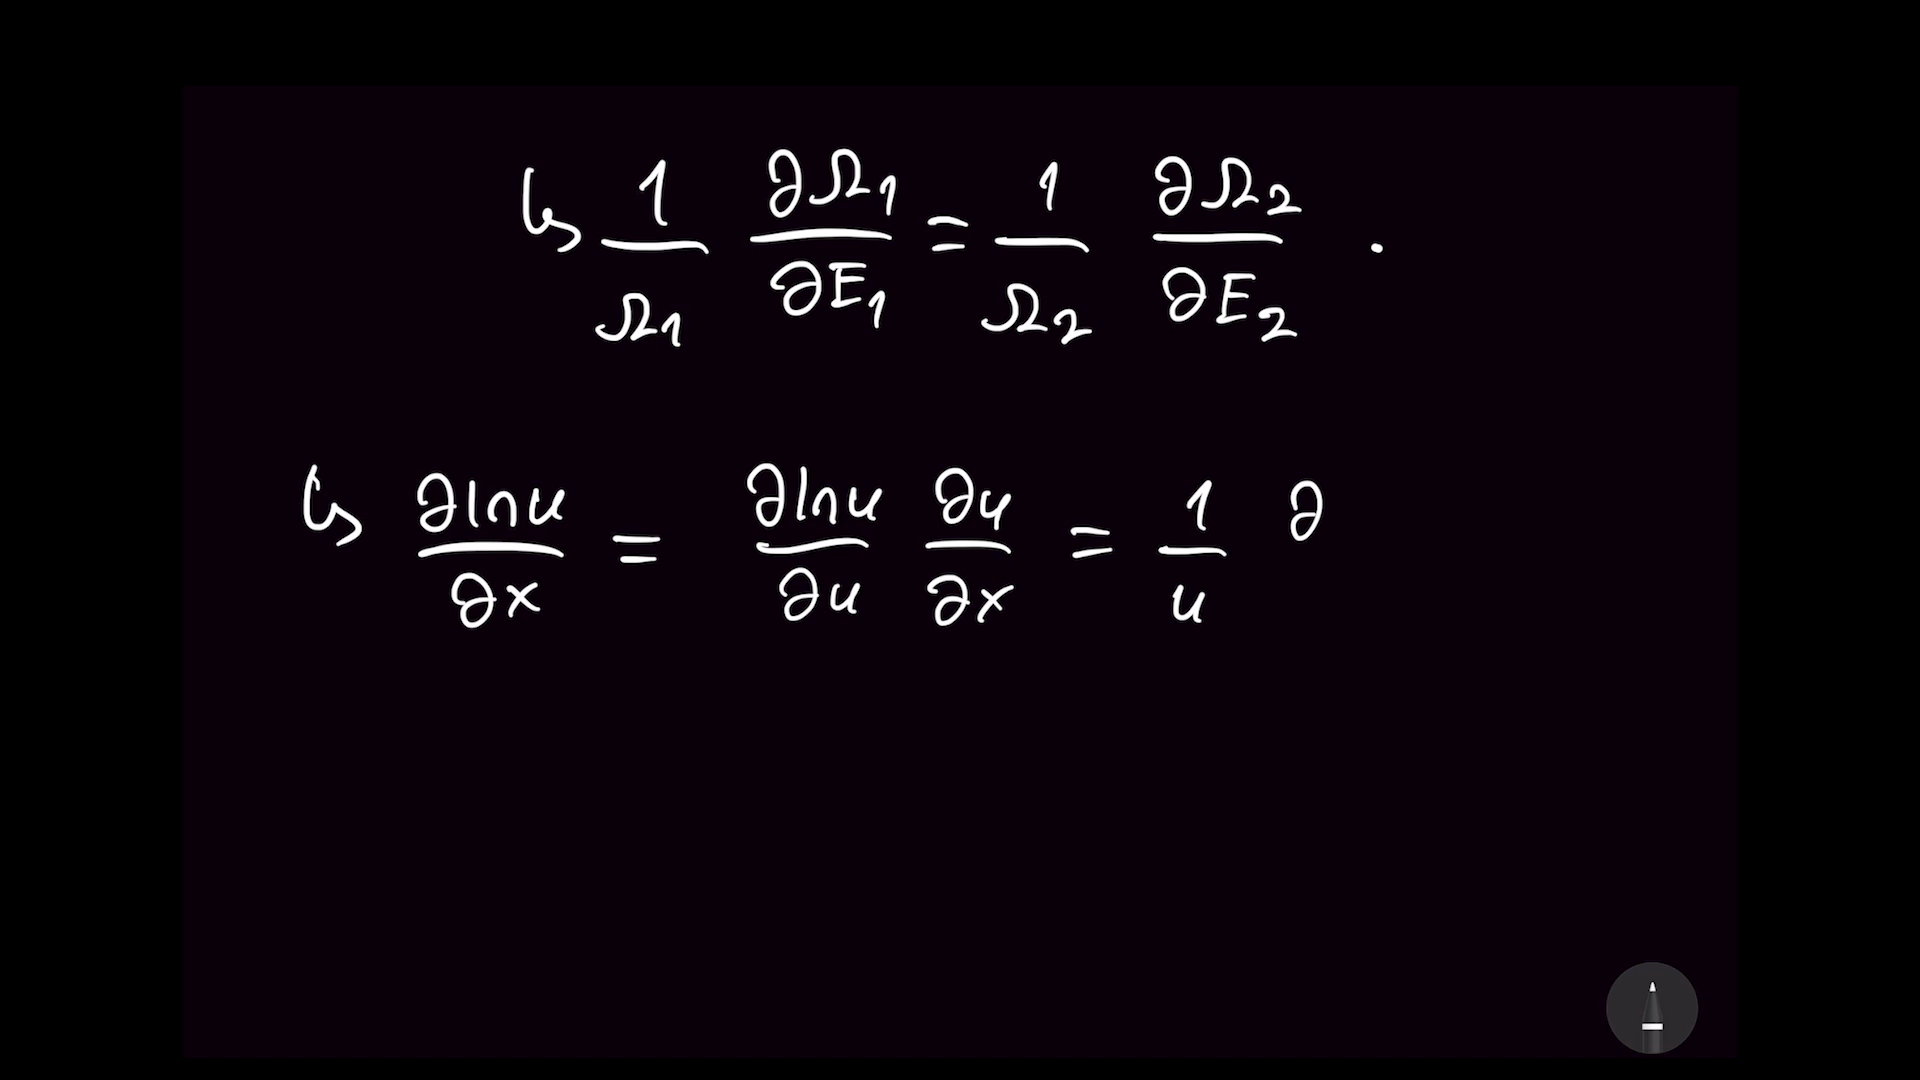 ↳ 1/Ω₁ ∂Ω₁/∂E₁ = 1/Ω₂ ∂Ω₂/∂E₂ .
↳ ∂lnu/∂x = ∂lnu/∂u ∂u/∂x = 1/u ∂